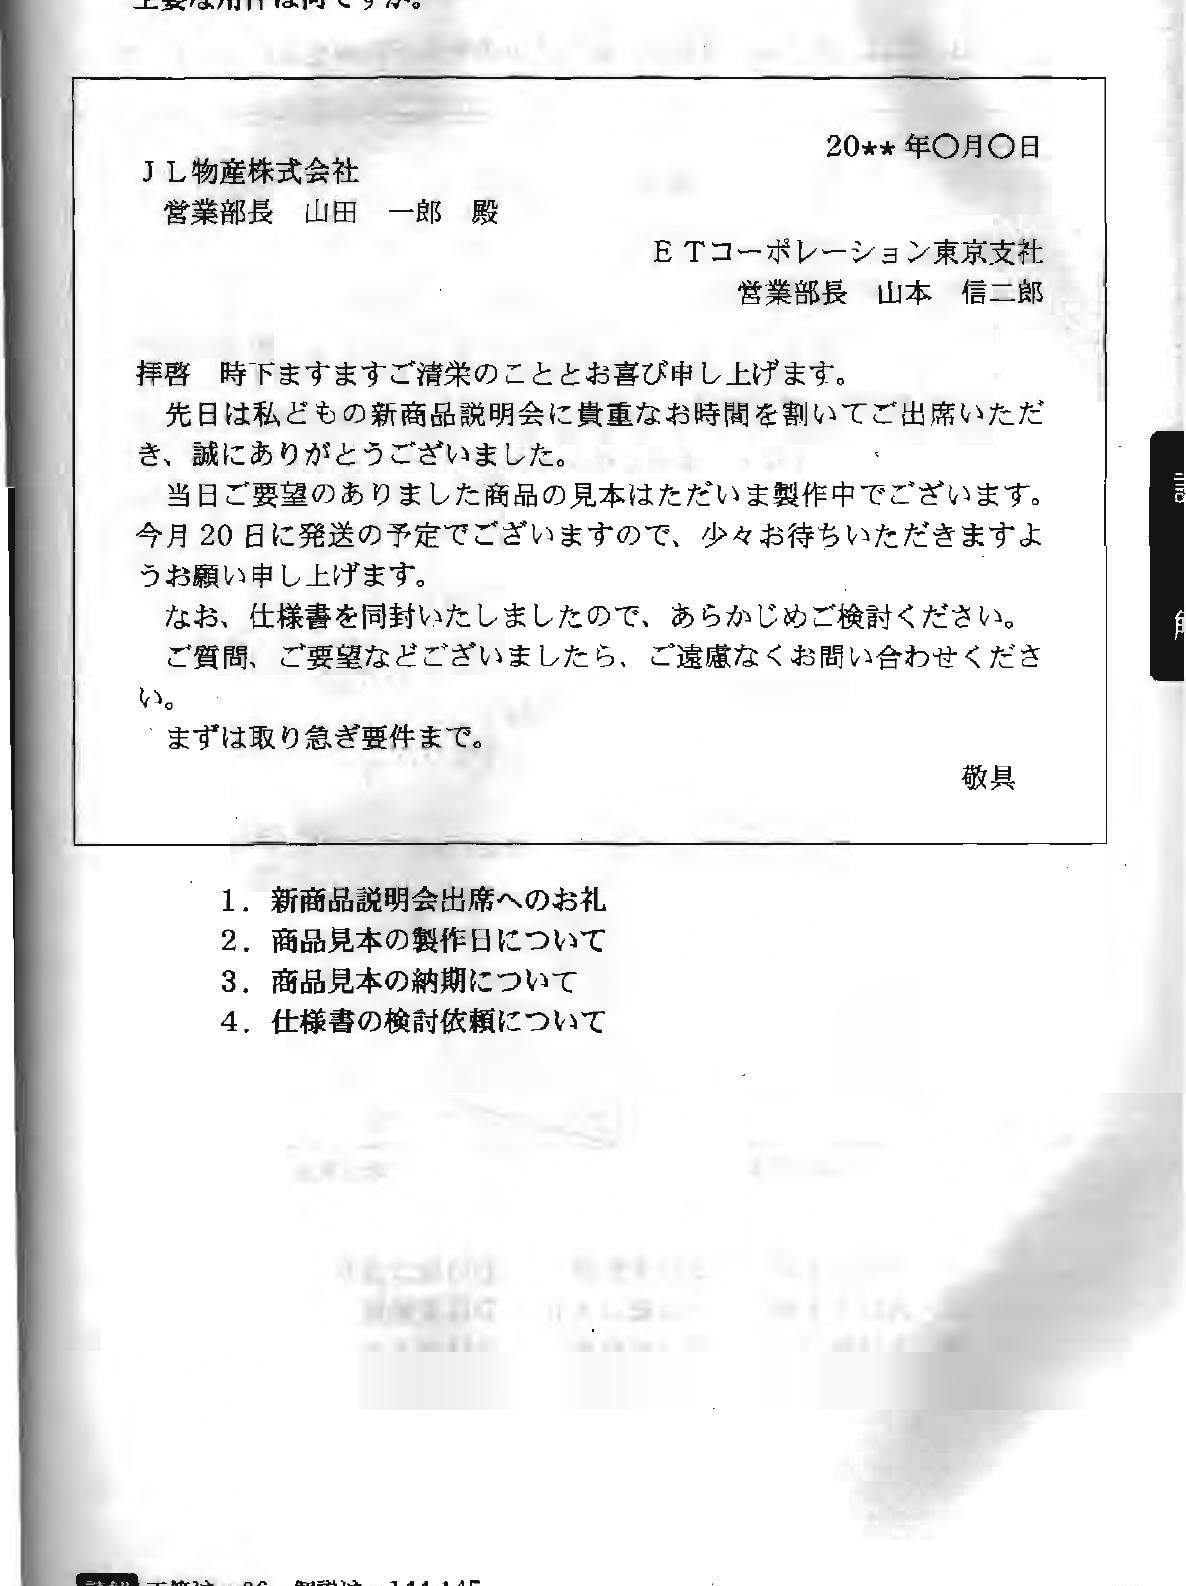 主要な用件は何ですか。
20★★ 年〇月〇日
ＪＬ物産株式会社
営業部長　山田　一郎　殿
ＥＴコーポレーション東京支社
営業部長　山本　信二郎
拝啓　時下ますますご清栄のこととお喜び申し上げます。
先日は私どもの新商品説明会に貴重なお時間を割いてご出席いただ
き、誠にありがとうございました。
当日ご要望のありました商品の見本はただいま製作中でございます。
今月 20 日に発送の予定でございますので、少々お待ちいただきますよ
うお願い申し上げます。
なお、仕様書を同封いたしましたので、あらかじめご検討ください。
ご質問、ご要望などございましたら、ご遠慮なくお問い合わせくださ
い。
まずは取り急ぎ要件まで。
敬具
1．新商品説明会出席へのお礼
2．商品見本の製作日について
3．商品見本の納期について
4．仕様書の検討依頼について